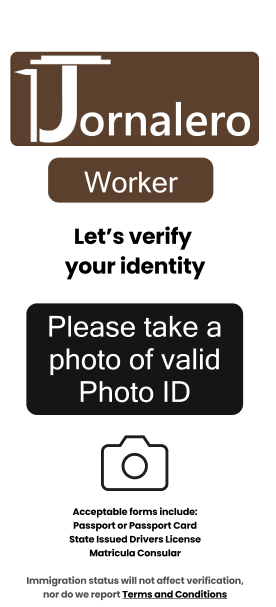 Jornalero
Worker
Let’s verify
your identity
Please take a
photo of valid
Photo ID
Acceptable forms include:
Passport or Passport Card
State Issued Drivers License
Matricula Consular
Immigration status will not affect verification,
nor do we report Terms and Conditions